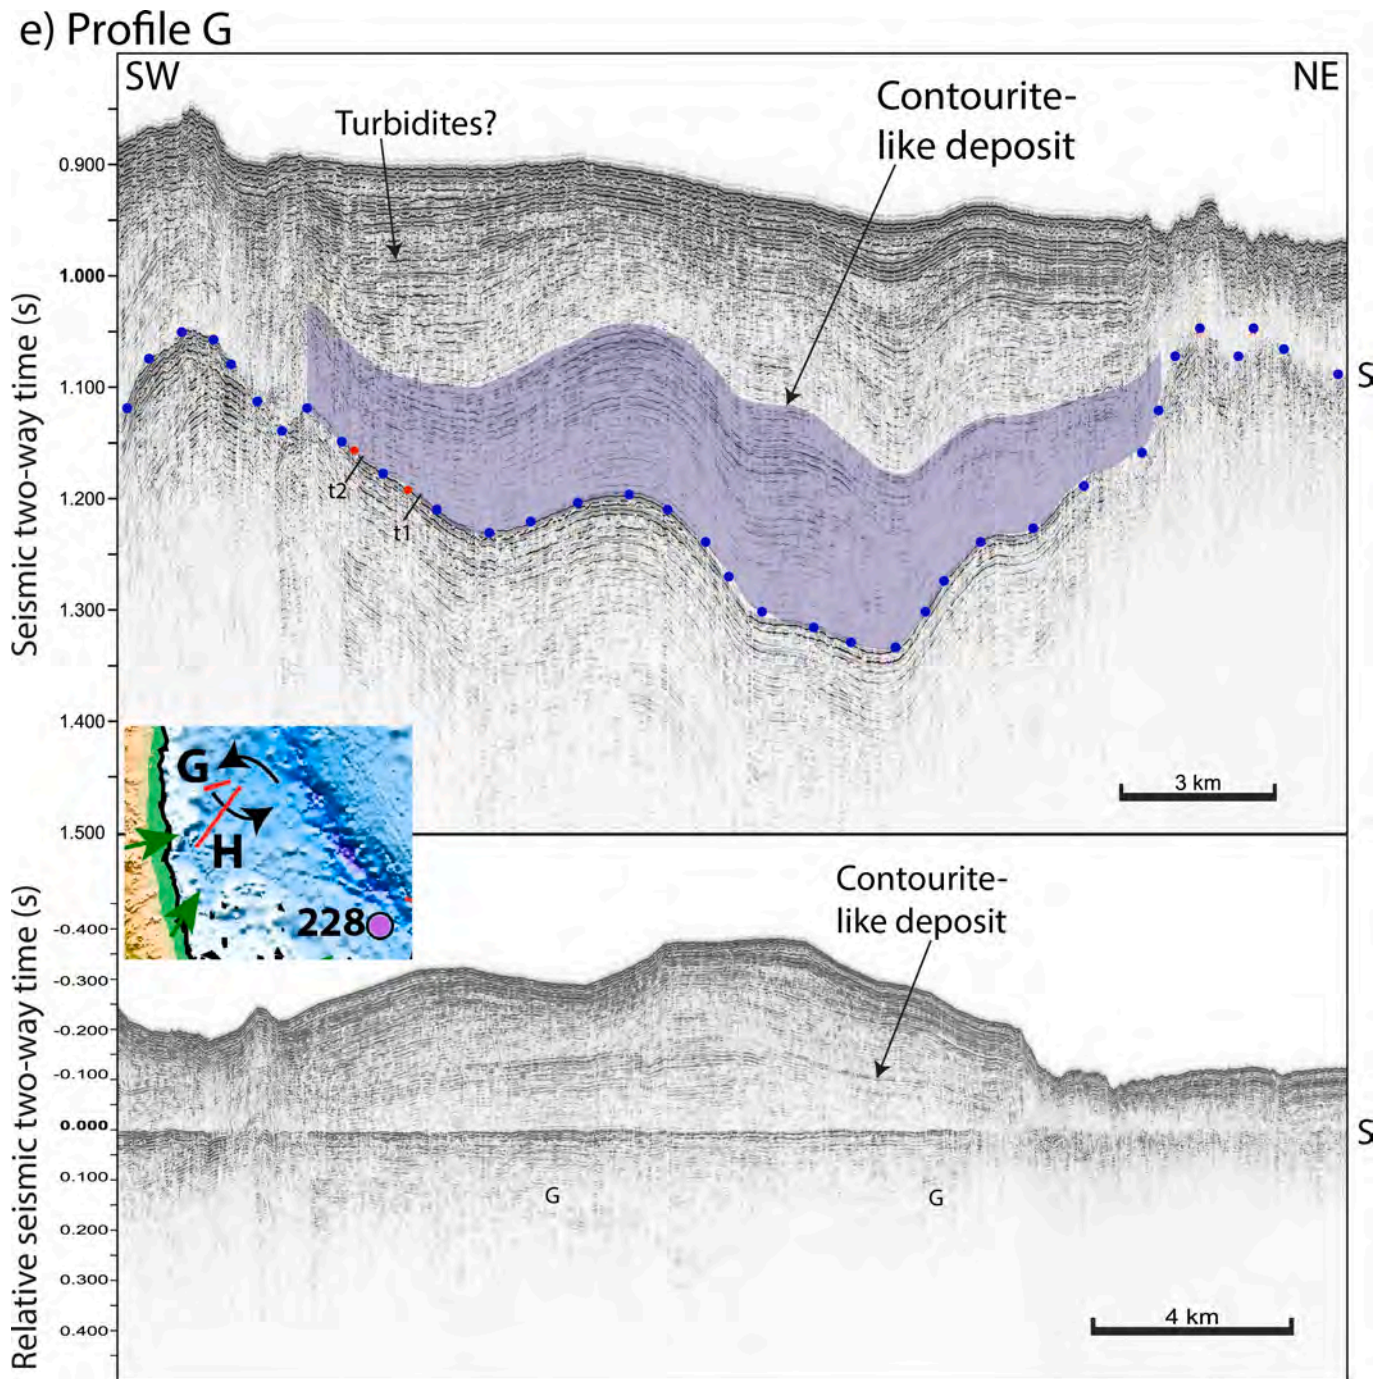 e) Profile G
SW
NE
Turbidites?
Contourite-
like deposit
Seismic two-way time (s)
0.900
1.000
1.100
1.200
1.300
1.400
1.500
S
t2
t1
3 km
G
H
228
Contourite-
like deposit
Relative seismic two-way time (s)
-0.400
-0.300
-0.200
-0.100
0.000
0.100
0.200
0.300
0.400
S
G
G
4 km